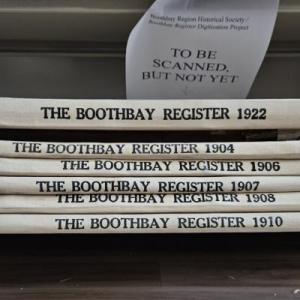 Boothbay Region Historical Society /
Boothbay Register Digitization Project
TO BE
SCANNED,
BUT NOT YET
THE BOOTHBAY REGISTER 1922
THE BOOTHBAY REGISTER 1904
THE BOOTHBAY REGISTER 1906
THE BOOTHBAY REGISTER 1907
THE BOOTHBAY REGISTER 1908
THE BOOTHBAY REGISTER 1910